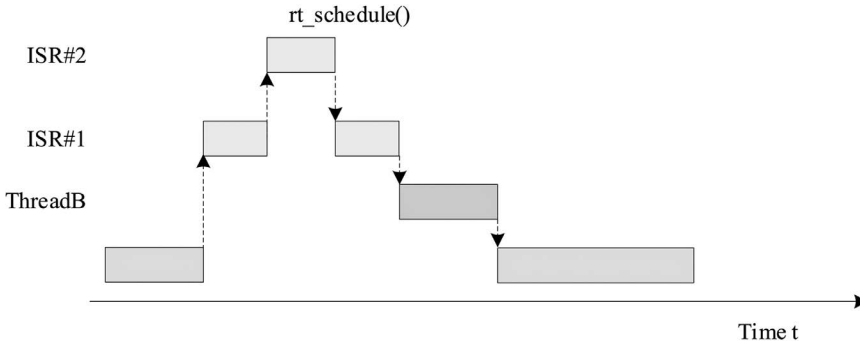 rt_schedule()
ISR#2
ISR#1
ThreadB
Time t